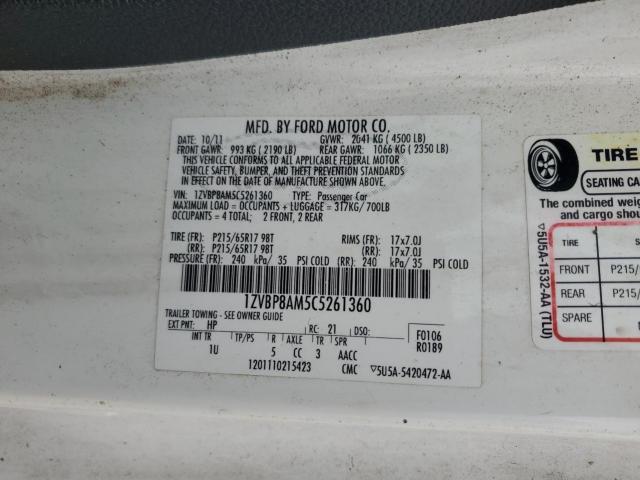 MFD. BY FORD MOTOR CO.
DATE: 10/11 GVWR: 2041 KG ( 4500 LB)
FRONT GAWR: 993 KG ( 2190 LB) REAR GAWR: 1066 KG ( 2350 LB)
THIS VEHICLE CONFORMS TO ALL APPLICABLE FEDERAL MOTOR
VEHICLE SAFETY, BUMPER, AND THEFT PREVENTION STANDARDS
IN EFFECT ON THE DATE OF MANUFACTURE SHOWN ABOVE.
VIN: 1ZVBP8AM5C5261360 TYPE: Passenger Car
MAXIMUM LOAD = OCCUPANTS + LUGGAGE = 317KG/ 700LB
OCCUPANTS = 4 TOTAL; 2 FRONT, 2 REAR
TIRE (FR): P215/65R17 98T RIMS (FR): 17x7.0J
TIRE (RR): P215/65R17 98T (RR): 17x7.0J
PRESSURE (FR): 240 kPa/ 35 PSI COLD (RR): 240 kPa/ 35 PSI COLD
1ZVBP8AM5C5261360
TRAILER TOWING - SEE OWNER GUIDE
EXT PNT: HP RC: 21 DSO:
INT TR TP/PS R AXLE TR SPR
1U 5 CC 3 AACC
F0106
R0189
1201110215423 CMC ▽5U5A-5420472-AA
TIRE
SEATING
The combined
and cargo
TIRE
FRONT P215/
REAR P215/
SPARE
▽5U5A-1532-AA (TLU)